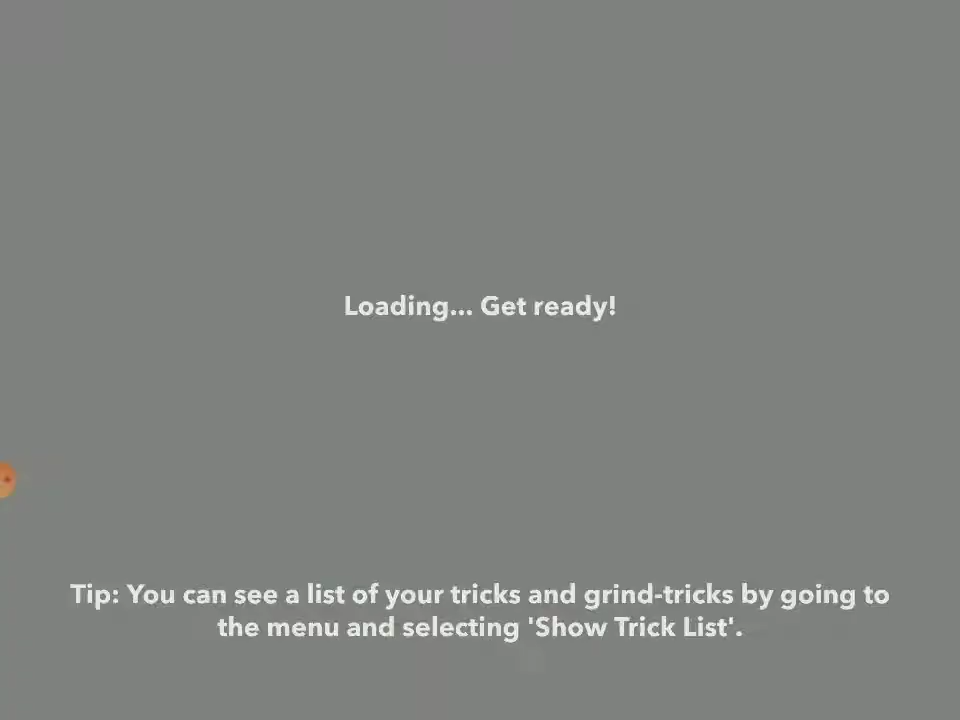 Loading... Get ready!
Tip: You can see a list of your tricks and grind-tricks by going to
the menu and selecting 'Show Trick List'.